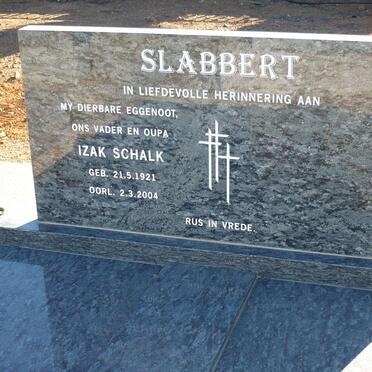 SLABBERT
IN LIEFDEVOLLE HERINNERING AAN
MY DIERBARE EGGENOOT,
ONS VADER EN OUPA
IZAK SCHALK
GEB. 21.5.1921
OORL. 2.3.2004
RUS IN VREDE.